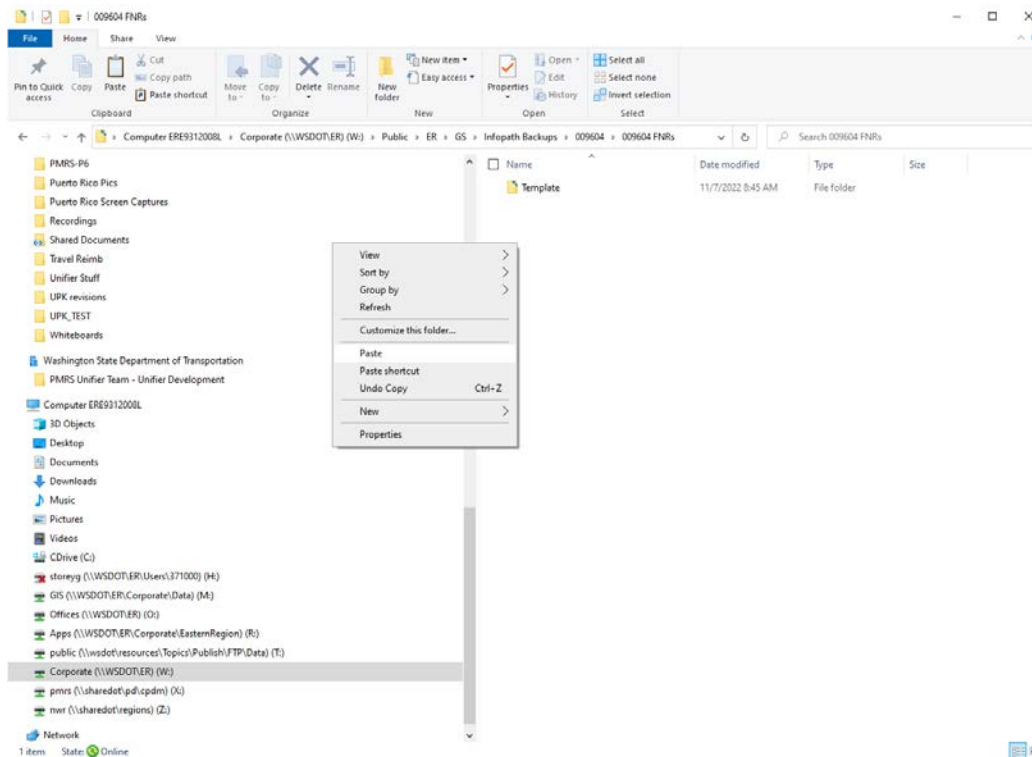 009604 FNRs
File Home Share View
Pin to Quick access
Copy
Paste
Cut
Copy path
Paste shortcut
Move to
Copy to
Delete
Rename
New folder
New item
Easy access
Properties
Open
Edit
History
Select all
Select none
Invert selection
Clipboard Organize New Open Select
Computer ERE9312008L › Corporate (\\WSDOT\ER) (W:) › Public › ER › GS › Infopath Backups › 009604 › 009604 FNRs
Search 009604 FNRs
PMRS-P6
Puerto Rico Pics
Puerto Rico Screen Captures
Recordings
Shared Documents
Travel Reimb
Unifier Stuff
UPK revisions
UPK_TEST
Whiteboards
Washington State Department of Transportation
PMRS Unifier Team - Unifier Development
Computer ERE9312008L
3D Objects
Desktop
Documents
Downloads
Music
Pictures
Videos
CDrive (C:)
storeyg (\\WSDOT\ER\Users\371000) (H:)
GIS (\\WSDOT\ER\Corporate\Data) (M:)
Offices (\\WSDOT\ER) (O:)
Apps (\\WSDOT\ER\Corporate\EasternRegion) (R:)
public (\\wsdot\resources\Topics\Publish\FTP\Data) (T:)
Corporate (\\WSDOT\ER) (W:)
pmrs (\\sharedot\pd\cpdm) (X:)
nwr (\\sharedot\regions) (Z:)
Network
Name Date modified Type Size
Template 11/7/2022 8:45 AM File folder
View
Sort by
Group by
Refresh
Customize this folder...
Paste
Paste shortcut
Undo Copy Ctrl+Z
New
Properties
1 item State: Online